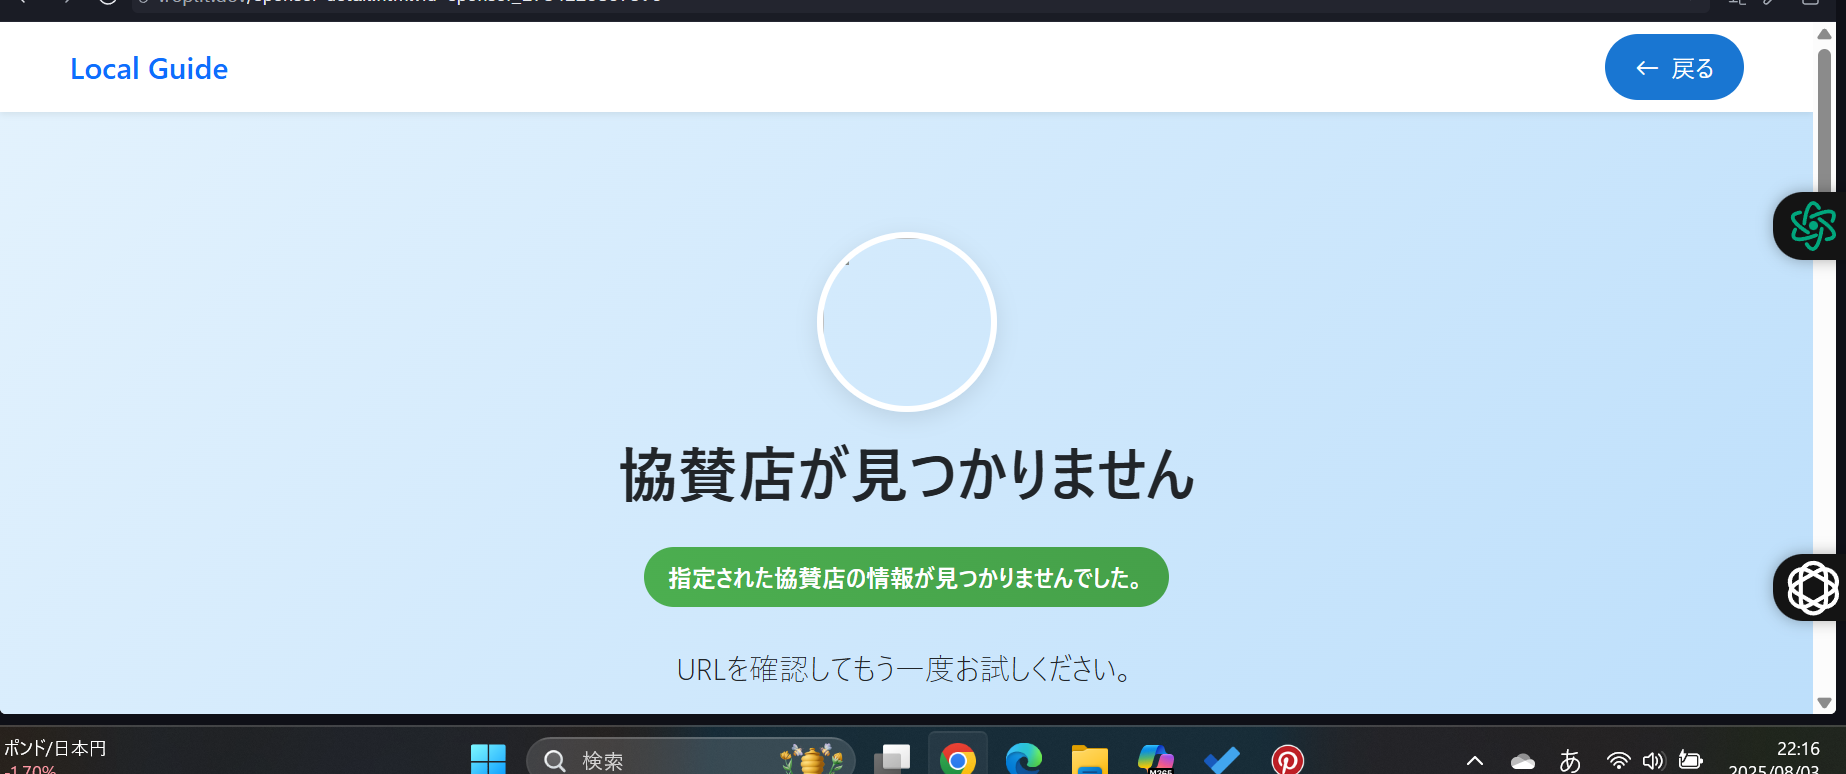 Local Guide
← 戻る
協賛店が見つかりません
指定された協賛店の情報が見つかりませんでした。
URLを確認してもう一度お試しください。
ポンド/日本円
-1.70%
検索
M365
あ
22:16
2025/08/03